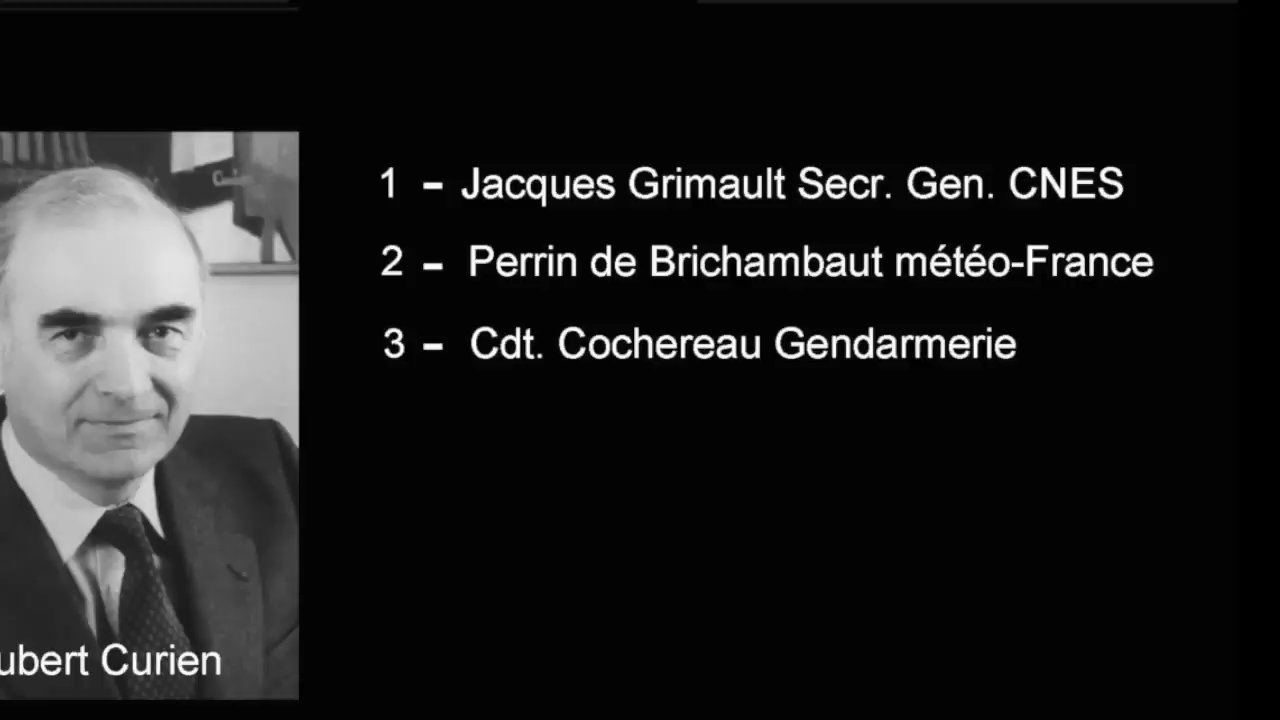 1 - Jacques Grimault Secr. Gen. CNES
2 - Perrin de Brichambaut météo-France
3 - Cdt. Cochereau Gendarmerie
ubert Curien